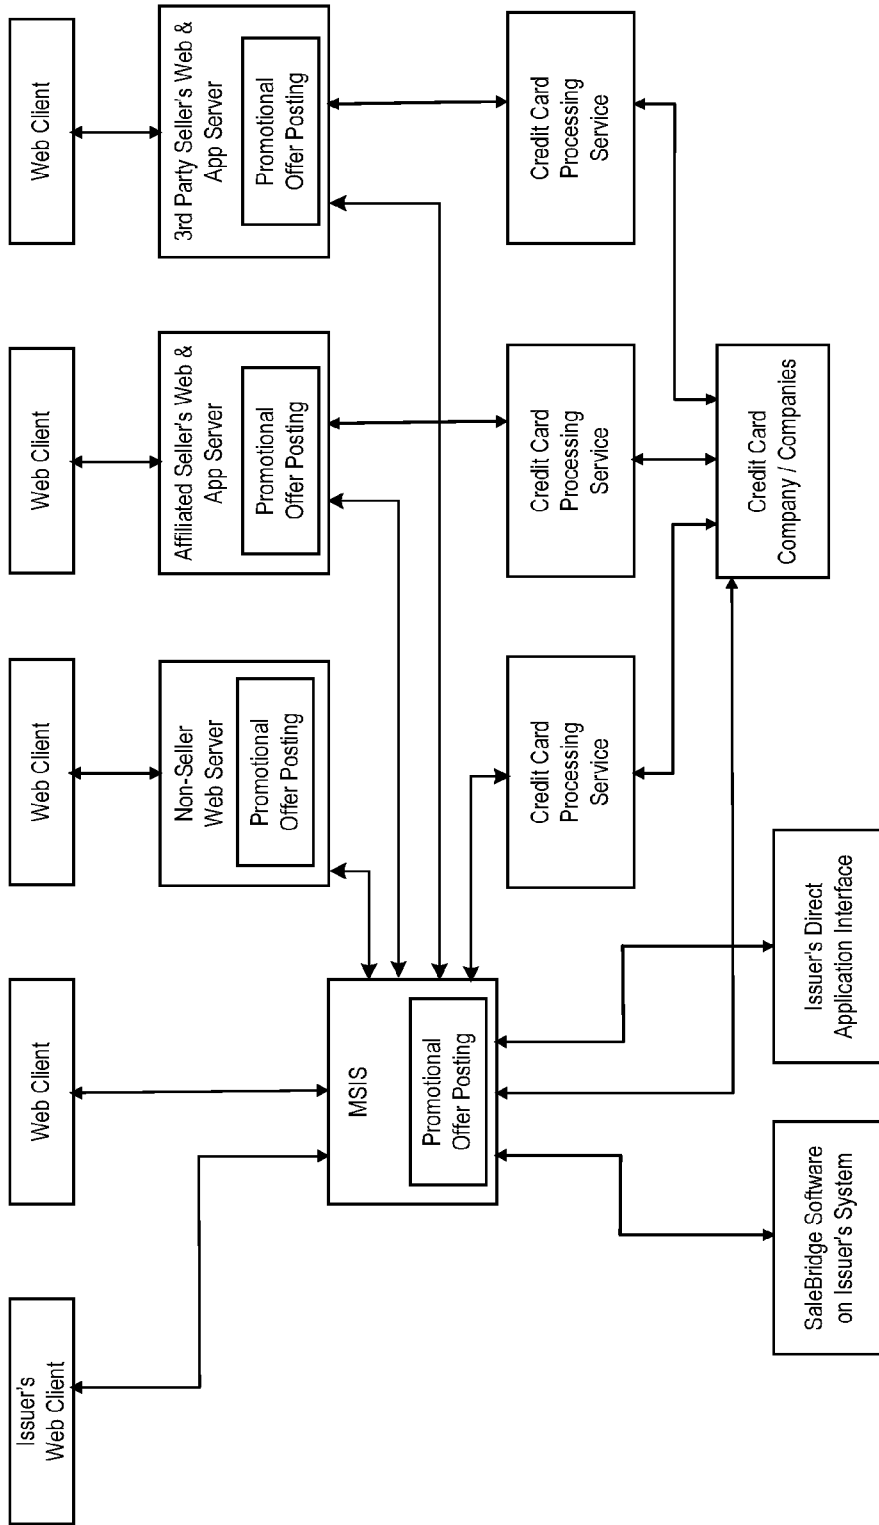 Issuer's
Web Client
Web Client
Web Client
Web Client
Web Client
Non-Seller
Web Server
Promotional
Offer Posting
Affiliated Seller's Web &
App Server
Promotional
Offer Posting
3rd Party Seller's Web &
App Server
Promotional
Offer Posting
MSIS
Promotional
Offer Posting
Credit Card
Processing
Service
Credit Card
Processing
Service
Credit Card
Processing
Service
Credit Card
Company / Companies
SaleBridge Software
on Issuer's System
Issuer's Direct
Application Interface